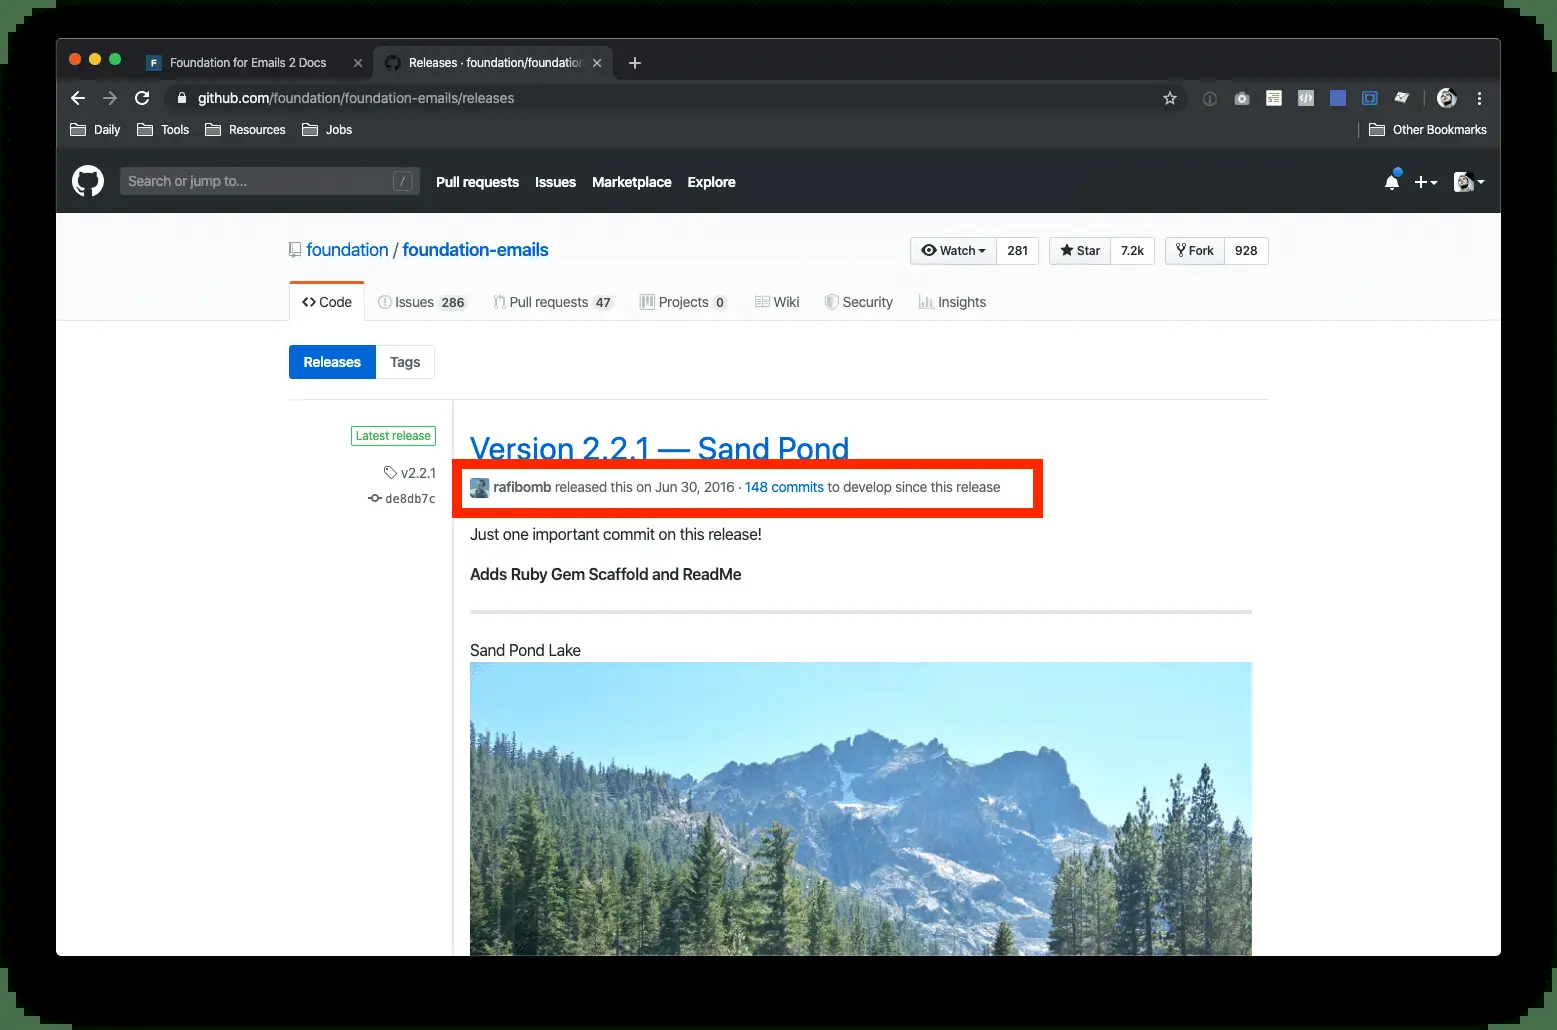 F Foundation for Emails 2 Docs
Releases · foundation/foundation
github.com/foundation/foundation-emails/releases
Daily Tools Resources Jobs Other Bookmarks
Search or jump to... / Pull requests Issues Marketplace Explore
foundation / foundation-emails
Watch 281 Star 7.2k Fork 928
Code Issues 286 Pull requests 47 Projects 0 Wiki Security Insights
Releases Tags
Latest release
v2.2.1
de8db7c
Version 2.2.1 — Sand Pond
rafibomb released this on Jun 30, 2016 · 148 commits to develop since this release
Just one important commit on this release!
Adds Ruby Gem Scaffold and ReadMe
Sand Pond Lake